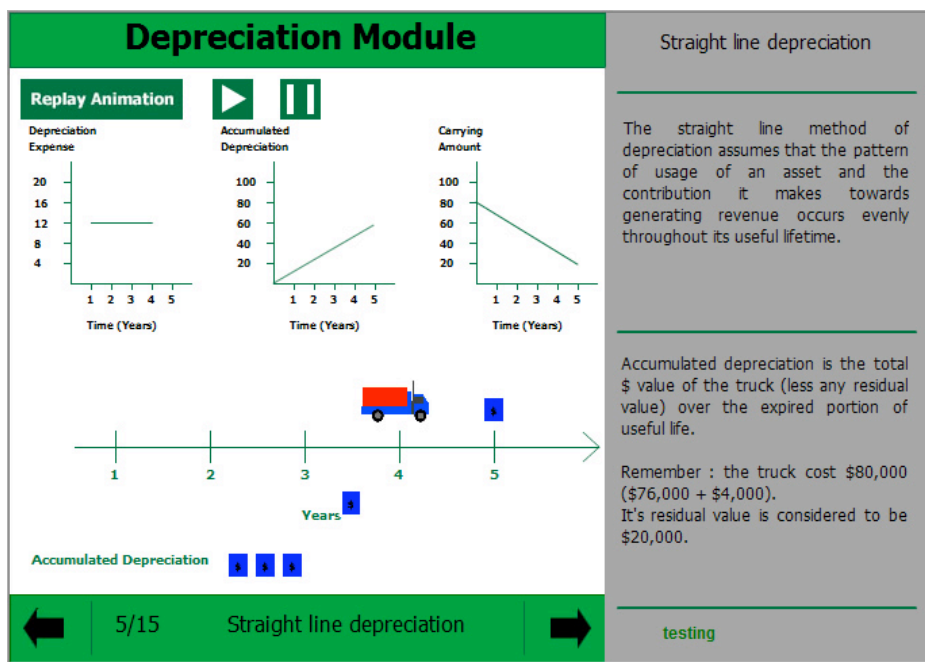 Depreciation Module
Replay Animation
Depreciation
Expense
20
16
12
8
4
1 2 3 4 5
Time (Years)
Accumulated
Depreciation
100
80
60
40
20
1 2 3 4 5
Time (Years)
Carrying
Amount
100
80
60
40
20
1 2 3 4 5
Time (Years)
$
1 2 3 4 5
Years
$
Accumulated Depreciation $ $ $
5/15 Straight line depreciation
Straight line depreciation
The straight line method of
depreciation assumes that the pattern
of usage of an asset and the
contribution it makes towards
generating revenue occurs evenly
throughout its useful lifetime.
Accumulated depreciation is the total
$ value of the truck (less any residual
value) over the expired portion of
useful life.
Remember : the truck cost $80,000
($76,000 + $4,000).
It's residual value is considered to be
$20,000.
testing